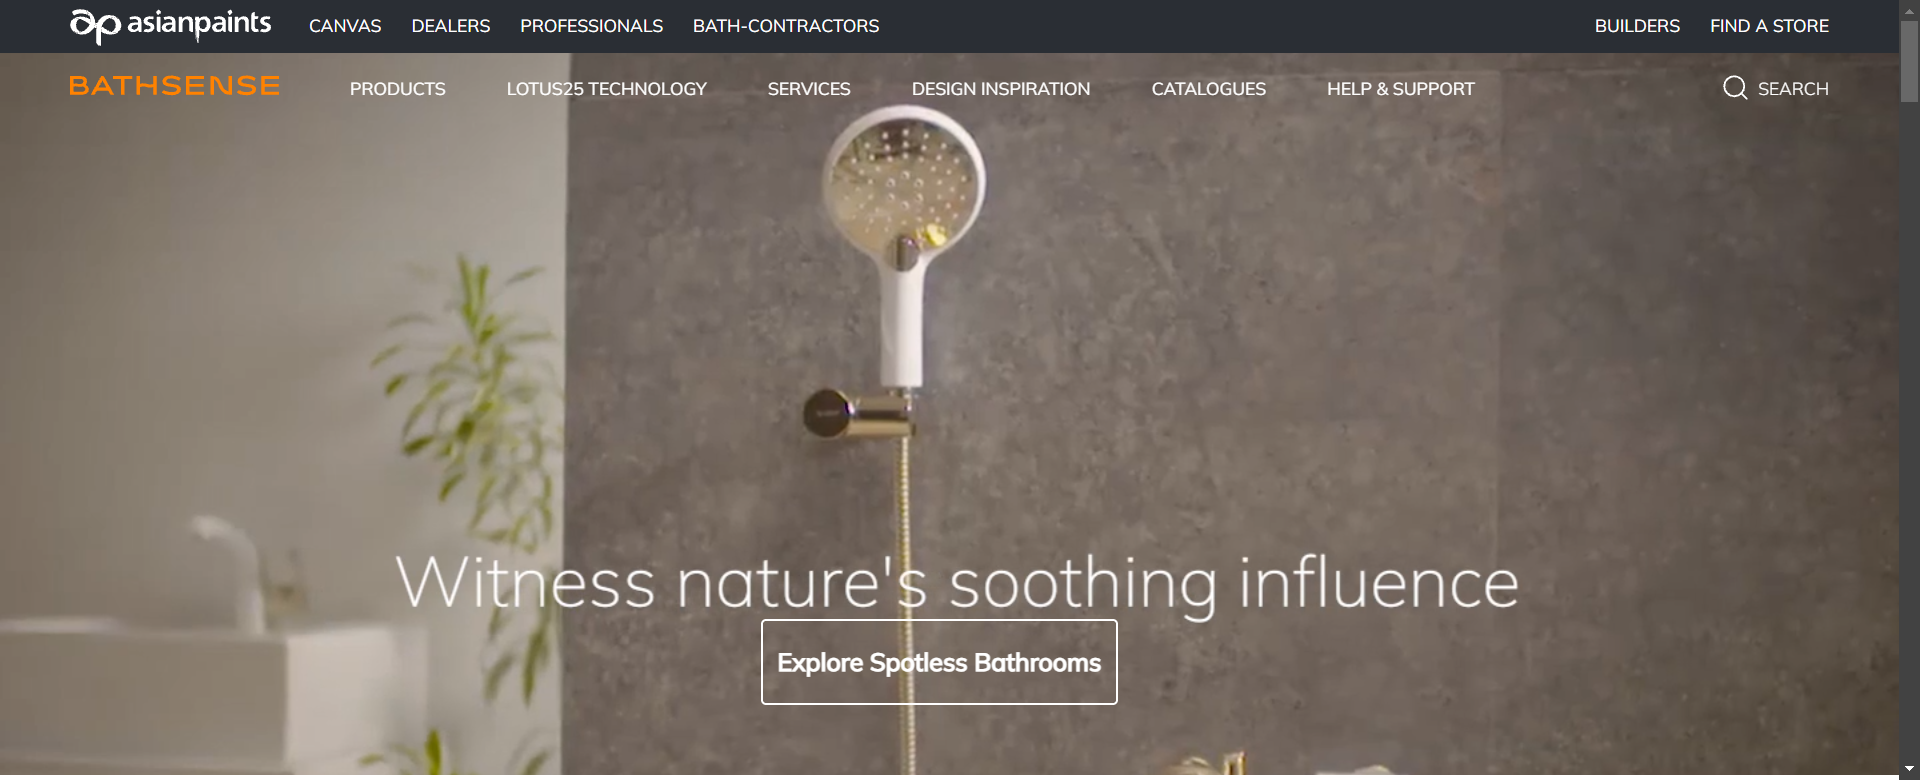 asianpaints CANVAS DEALERS PROFESSIONALS BATH-CONTRACTORS BUILDERS FIND A STORE
BATHSENSE PRODUCTS LOTUS25 TECHNOLOGY SERVICES DESIGN INSPIRATION CATALOGUES HELP & SUPPORT SEARCH
Witness nature's soothing influence
Explore Spotless Bathrooms